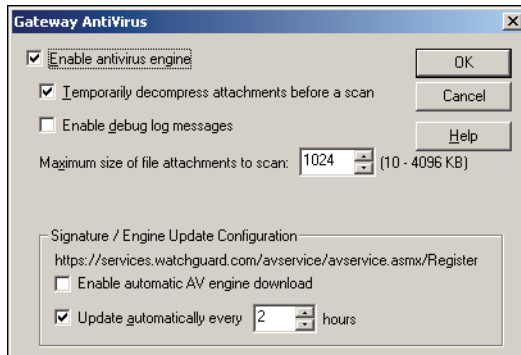 Gateway AntiVirus
Enable antivirus engine
OK
Temporarily decompress attachments before a scan
Cancel
Enable debug log messages
Help
Maximum size of file attachments to scan: 1024 (10 - 4096 KB)
Signature / Engine Update Configuration
https://services.watchguard.com/avservice/avservice.asmx/Register
Enable automatic AV engine download
Update automatically every 2 hours